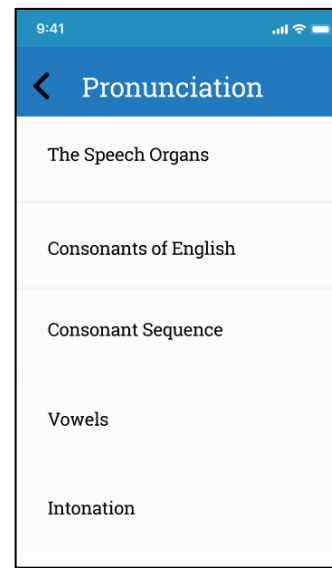 9:41
Pronunciation
The Speech Organs
Consonants of English
Consonant Sequence
Vowels
Intonation